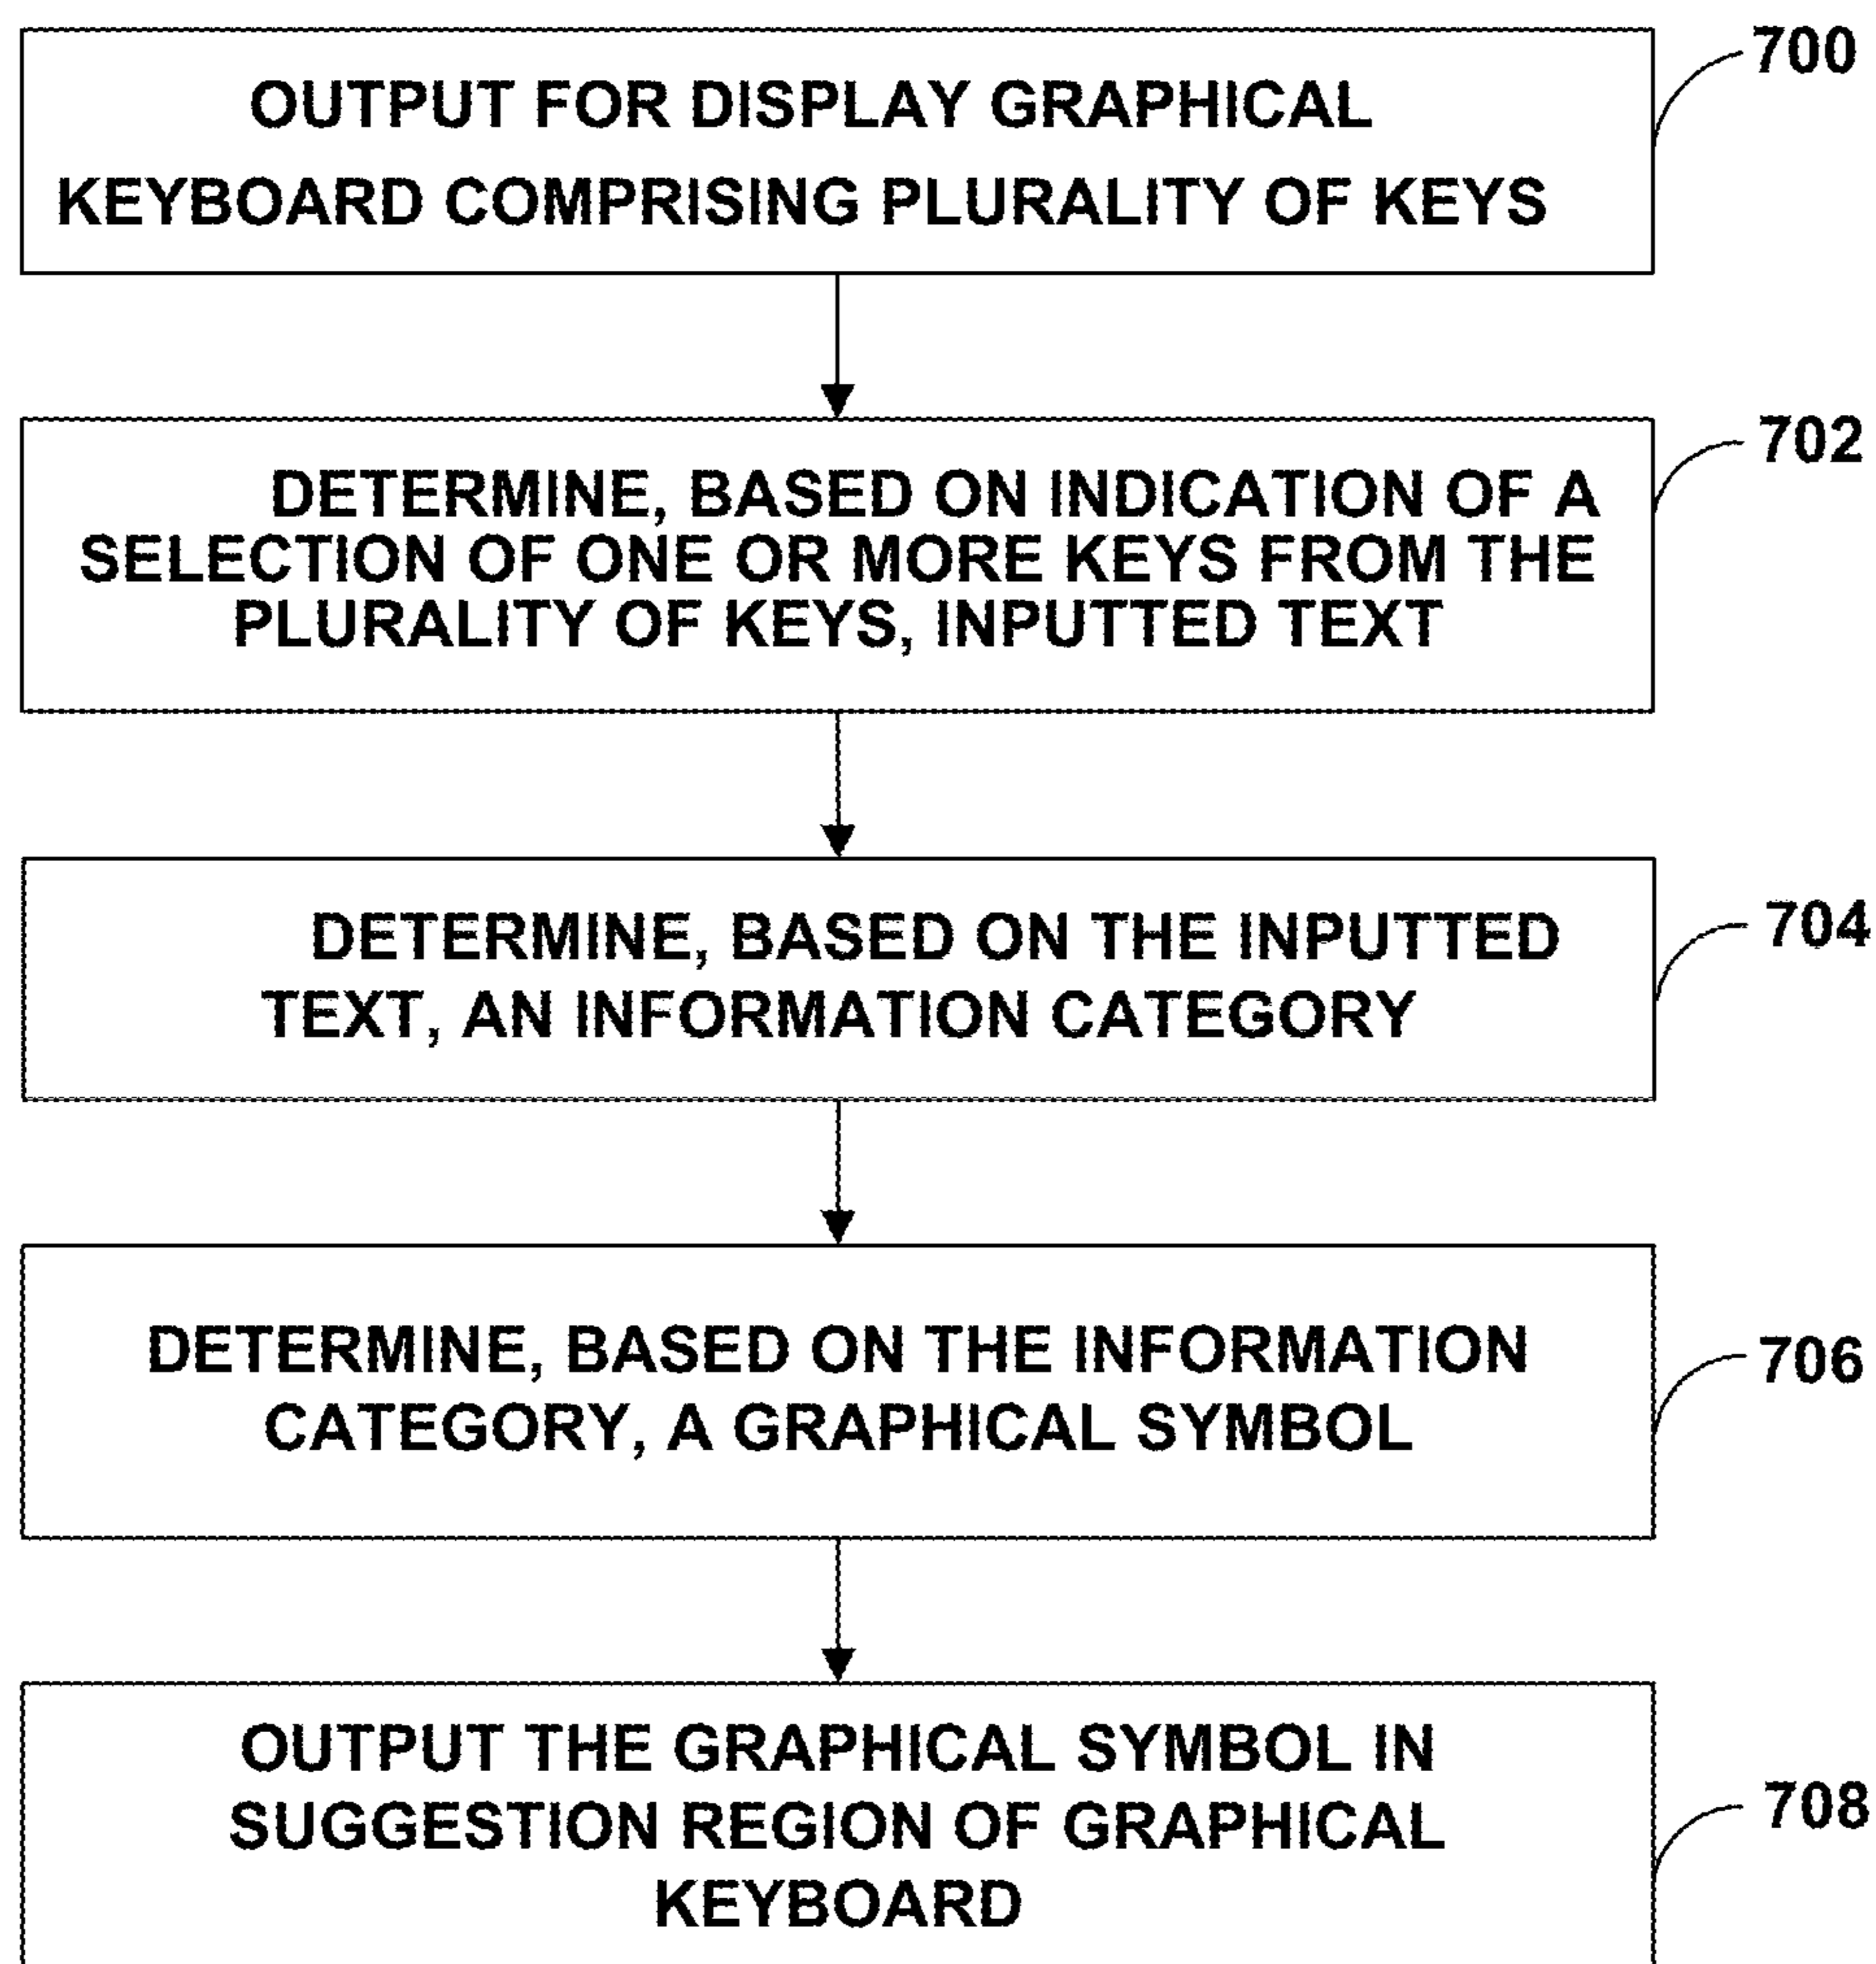 700
OUTPUT FOR DISPLAY GRAPHICAL
KEYBOARD COMPRISING PLURALITY OF KEYS
702
DETERMINE, BASED ON INDICATION OF A
SELECTION OF ONE OR MORE KEYS FROM THE
PLURALITY OF KEYS, INPUTTED TEXT
704
DETERMINE, BASED ON THE INPUTTED
TEXT, AN INFORMATION CATEGORY
706
DETERMINE, BASED ON THE INFORMATION
CATEGORY, A GRAPHICAL SYMBOL
708
OUTPUT THE GRAPHICAL SYMBOL IN
SUGGESTION REGION OF GRAPHICAL
KEYBOARD